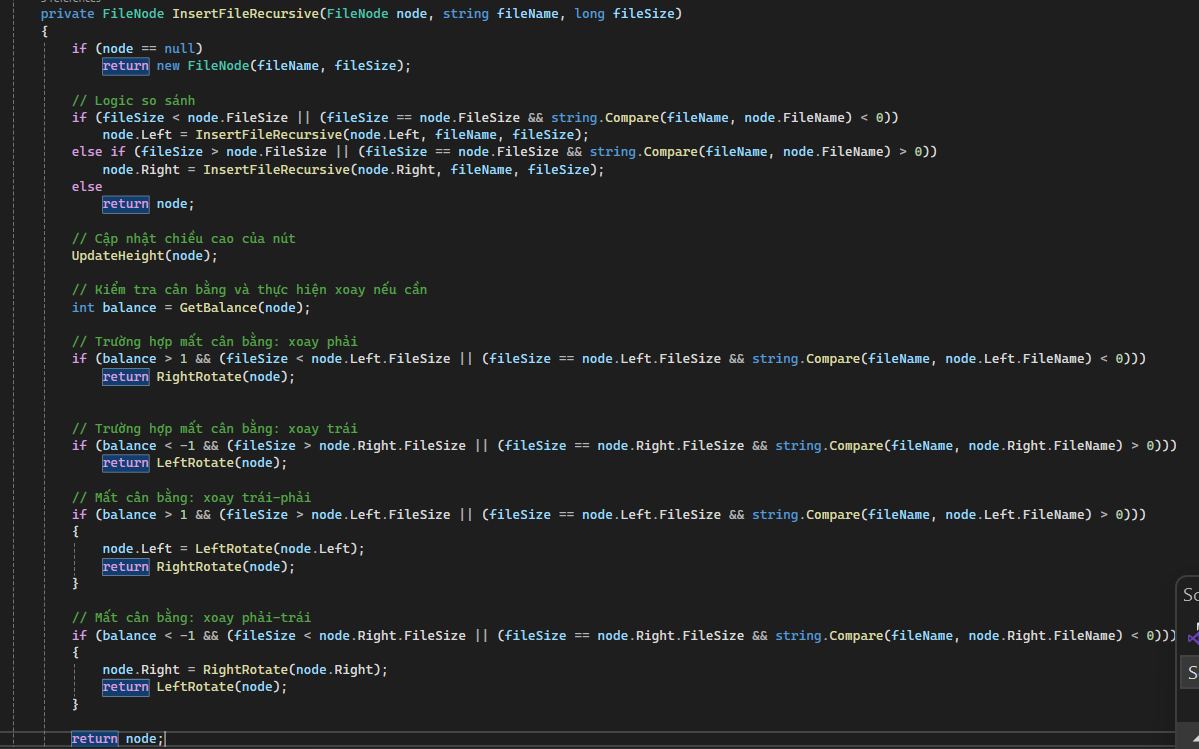 private FileNode InsertFileRecursive(FileNode node, string fileName, long fileSize)
{
if (node == null)
return new FileNode(fileName, fileSize);
// Logic so sánh
if (fileSize < node.FileSize || (fileSize == node.FileSize && string.Compare(fileName, node.FileName) < 0))
node.Left = InsertFileRecursive(node.Left, fileName, fileSize);
else if (fileSize > node.FileSize || (fileSize == node.FileSize && string.Compare(fileName, node.FileName) > 0))
node.Right = InsertFileRecursive(node.Right, fileName, fileSize);
else
return node;
// Cập nhật chiều cao của nút
UpdateHeight(node);
// Kiểm tra cân bằng và thực hiện xoay nếu cần
int balance = GetBalance(node);
// Trường hợp mất cân bằng: xoay phải
if (balance > 1 && (fileSize < node.Left.FileSize || (fileSize == node.Left.FileSize && string.Compare(fileName, node.Left.FileName) < 0)))
return RightRotate(node);
// Trường hợp mất cân bằng: xoay trái
if (balance < -1 && (fileSize > node.Right.FileSize || (fileSize == node.Right.FileSize && string.Compare(fileName, node.Right.FileName) > 0)))
return LeftRotate(node);
// Mất cân bằng: xoay trái-phải
if (balance > 1 && (fileSize > node.Left.FileSize || (fileSize == node.Left.FileSize && string.Compare(fileName, node.Left.FileName) > 0)))
{
node.Left = LeftRotate(node.Left);
return RightRotate(node);
}
// Mất cân bằng: xoay phải-trái
if (balance < -1 && (fileSize < node.Right.FileSize || (fileSize == node.Right.FileSize && string.Compare(fileName, node.Right.FileName) < 0)))
{
node.Right = RightRotate(node.Right);
return LeftRotate(node);
}
return node;